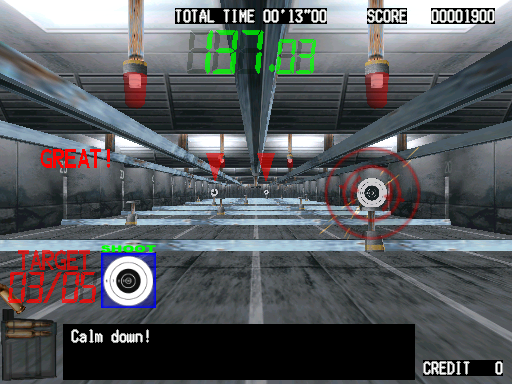 TOTAL TIME 00'13"00 SCORE 00001900
87.03
GREAT!
SHOOT
TARGET
03/05
Calm down!
CREDIT 0